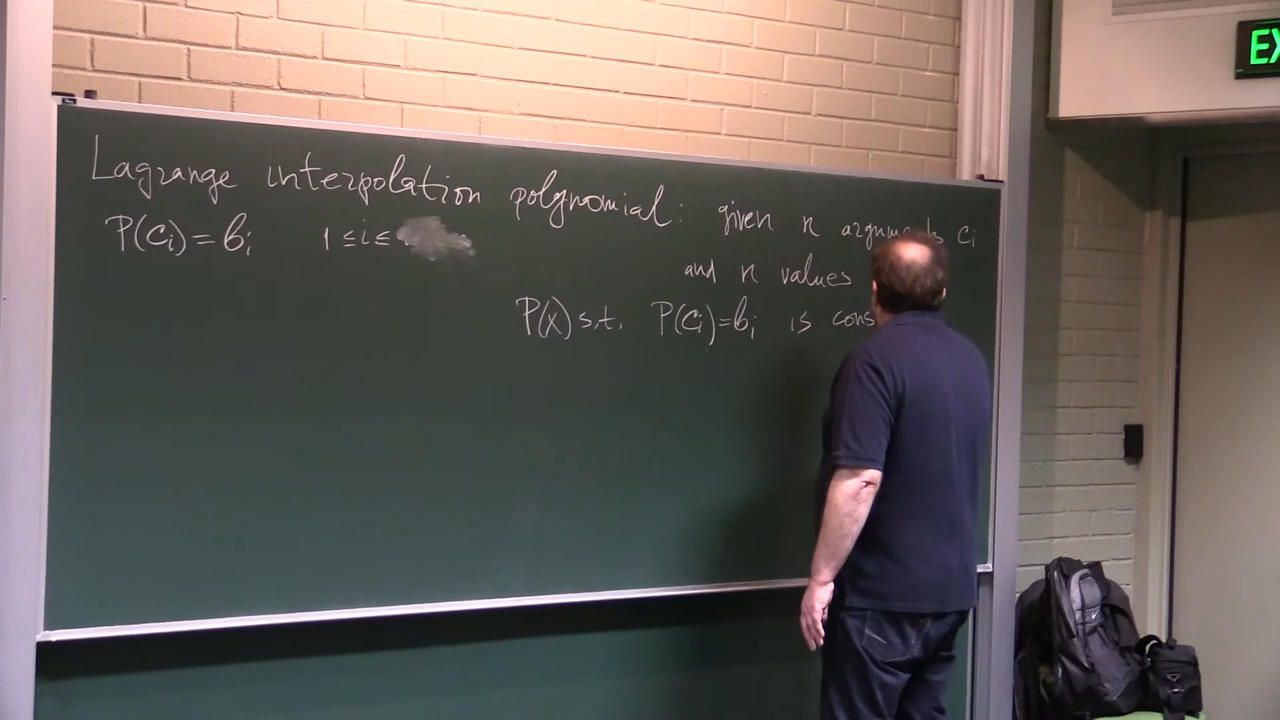 Lagrange interpolation polynomial: given n arguments cᵢ
P(cᵢ) = bᵢ 1 ≤ i ≤
and n values
P(x) s.t. P(cᵢ) = bᵢ is cons
EX